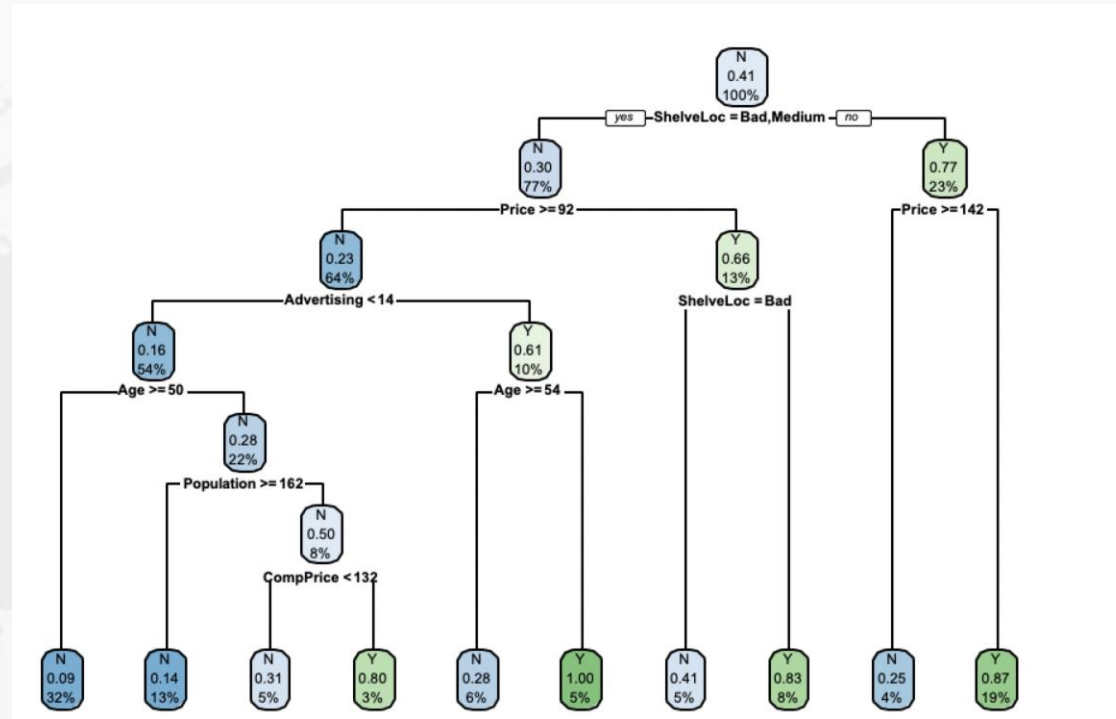 N
0.41
100%
yes ShelveLoc = Bad,Medium no
N
0.30
77%
Y
0.77
23%
Price >= 92
Price >= 142
N
0.23
64%
Y
0.66
13%
Advertising < 14
ShelveLoc = Bad
N
0.16
54%
Y
0.61
10%
Age >= 50
Age >= 54
N
0.28
22%
Population >= 162
N
0.50
8%
CompPrice < 132
N
0.09
32%
N
0.14
13%
N
0.31
5%
Y
0.80
3%
N
0.28
6%
Y
1.00
5%
N
0.41
5%
Y
0.83
8%
N
0.25
4%
Y
0.87
19%